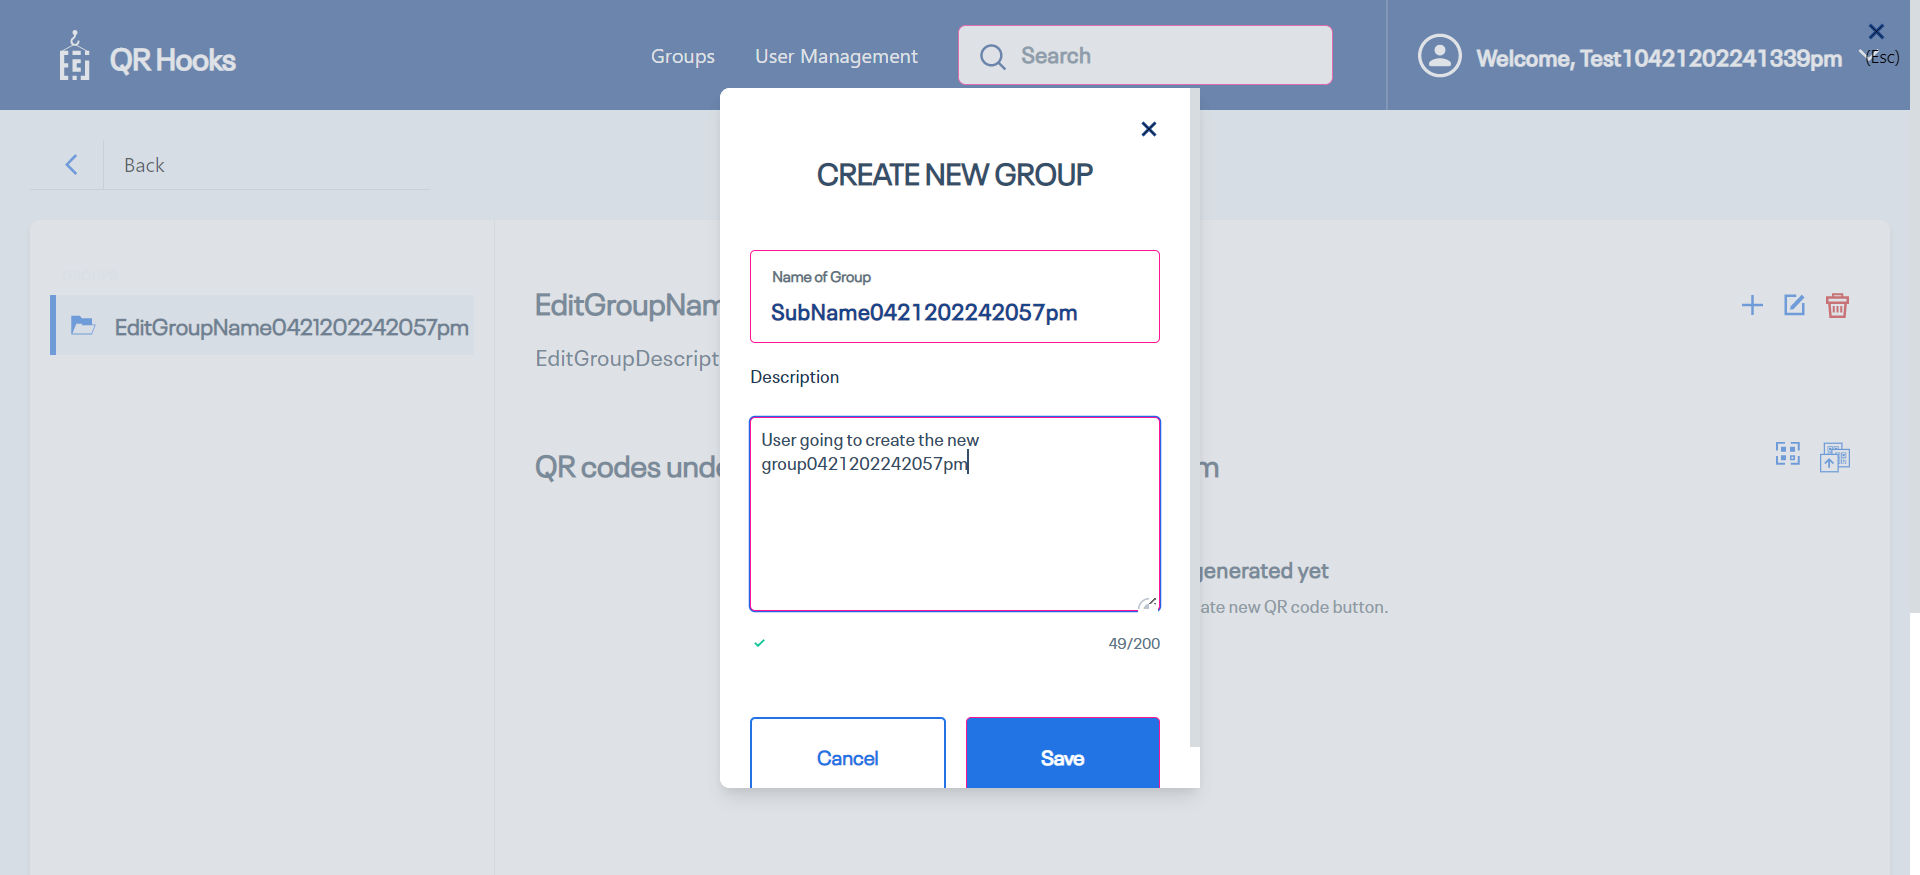 QR Hooks
Groups
User Management
Search
Welcome, Test10421202241339pm
(Esc)
Back
CREATE NEW GROUP
Name of Group
SubName0421202242057pm
EditGroupName0421202242057pm
EditGroupNam
EditGroupDescript
Description
User going to create the new
group0421202242057pm
QR codes unde
m
generated yet
ate new QR code button.
49/200
Cancel
Save